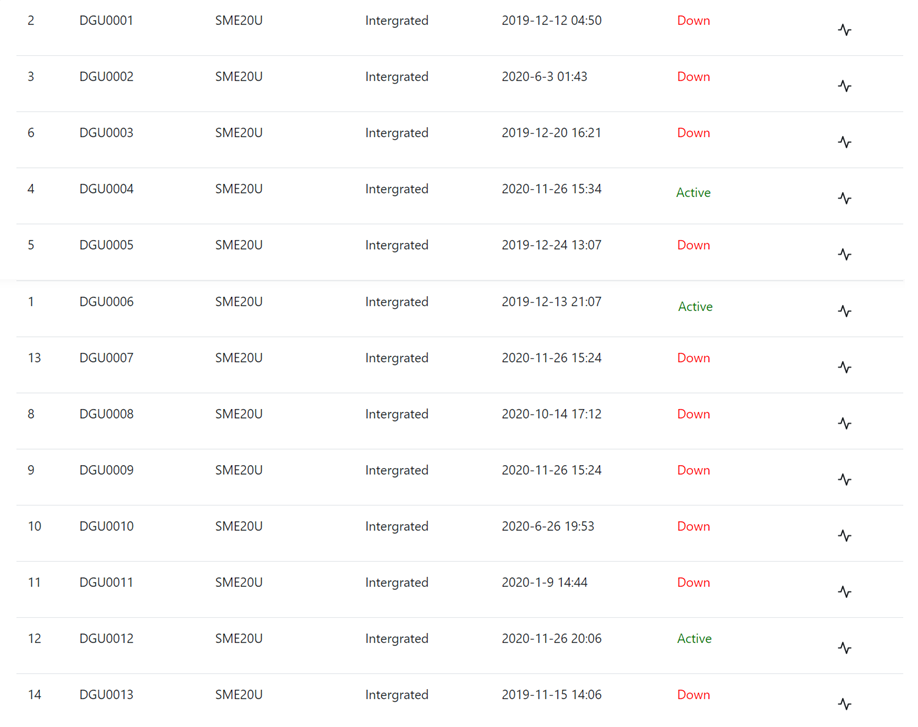 2 DGU0001 SME20U Intergrated 2019-12-12 04:50 Down
3 DGU0002 SME20U Intergrated 2020-6-3 01:43 Down
6 DGU0003 SME20U Intergrated 2019-12-20 16:21 Down
4 DGU0004 SME20U Intergrated 2020-11-26 15:34 Active
5 DGU0005 SME20U Intergrated 2019-12-24 13:07 Down
1 DGU0006 SME20U Intergrated 2019-12-13 21:07 Active
13 DGU0007 SME20U Intergrated 2020-11-26 15:24 Down
8 DGU0008 SME20U Intergrated 2020-10-14 17:12 Down
9 DGU0009 SME20U Intergrated 2020-11-26 15:24 Down
10 DGU0010 SME20U Intergrated 2020-6-26 19:53 Down
11 DGU0011 SME20U Intergrated 2020-1-9 14:44 Down
12 DGU0012 SME20U Intergrated 2020-11-26 20:06 Active
14 DGU0013 SME20U Intergrated 2019-11-15 14:06 Down